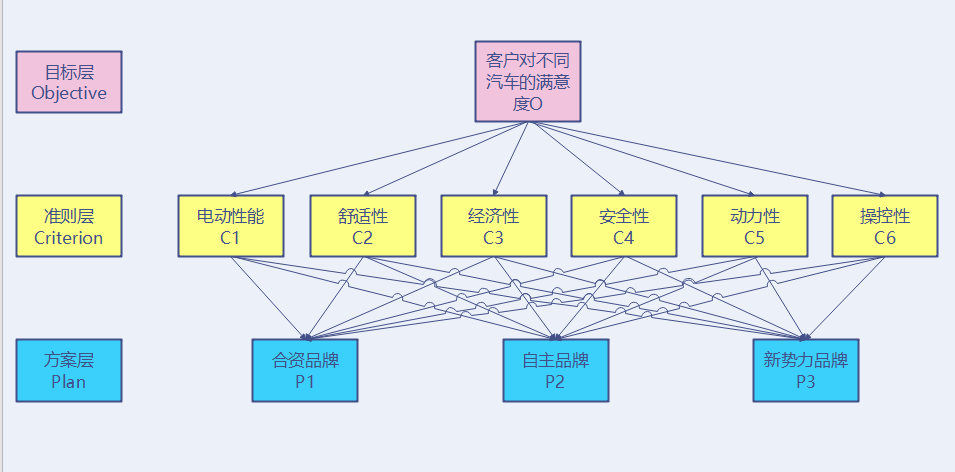 目标层
Objective
客户对不同
汽车的满意
度O
准则层
Criterion
电动性能
C1
舒适性
C2
经济性
C3
安全性
C4
动力性
C5
操控性
C6
方案层
Plan
合资品牌
P1
自主品牌
P2
新势力品牌
P3